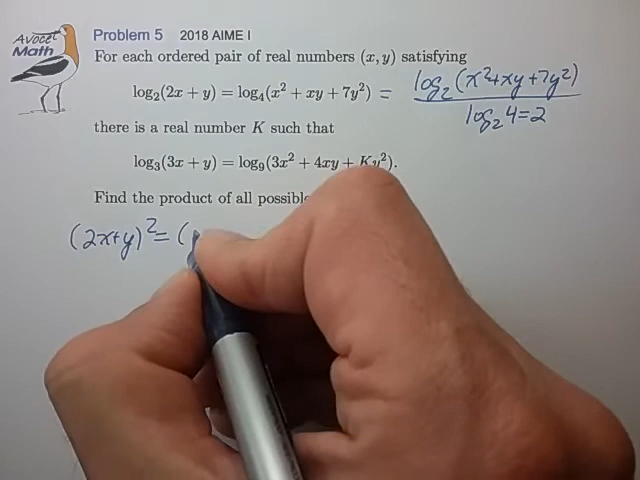 Avocet
Math
Problem 5 2018 AIME I
For each ordered pair of real numbers (x, y) satisfying
log₂(2x + y) = log₄(x² + xy + 7y²) = log₂(x²+xy+7y²)
log₂4=2
there is a real number K such that
log₃(3x + y) = log₉(3x² + 4xy + Ky²).
Find the product of all
(2x+y)²= (